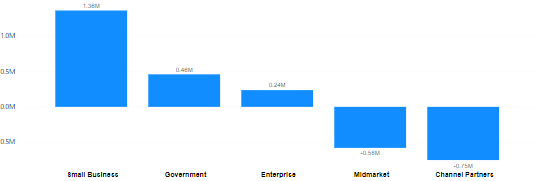 1.36M
1.0M
0.46M
0.5M
0.24M
0.0M
0.5M
-0.58M
-0.75M
Small Business Government Enterprise Midmarket Channel Partners